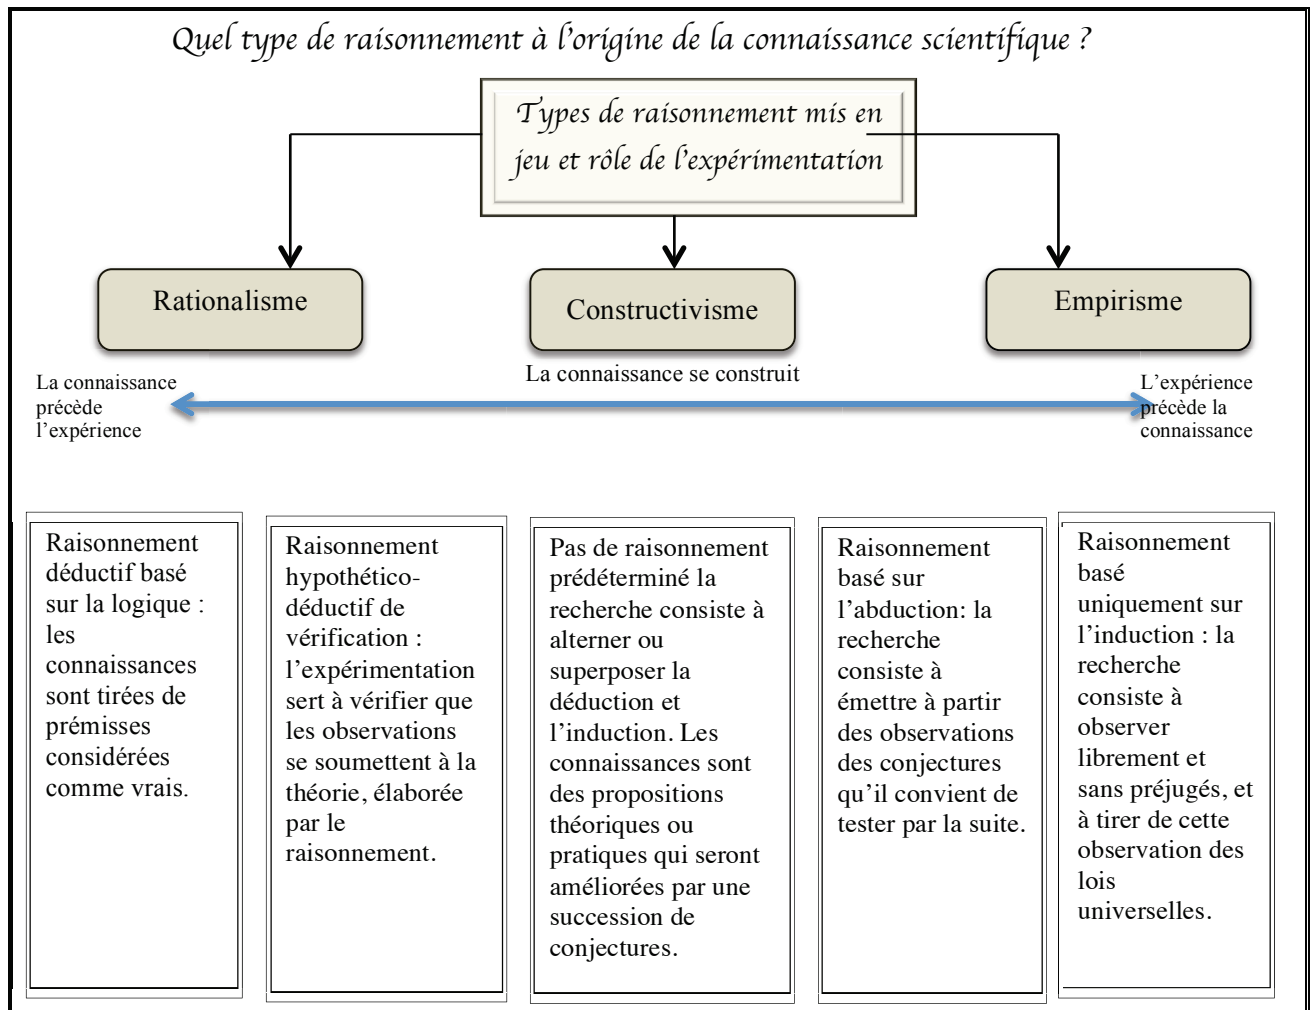 Quel type de raisonnement à l'origine de la connaissance scientifique ?
Types de raisonnement mis en
jeu et rôle de l'expérimentation
Rationalisme
Constructivisme
Empirisme
La connaissance
précède
l’expérience
La connaissance se construit
L’expérience
précède la
connaissance
Raisonnement
déductif basé
sur la logique :
les
connaissances
sont tirées de
prémisses
considérées
comme vrais.
Raisonnement
hypothético-
déductif de
vérification :
l’expérimentation
sert à vérifier que
les observations
se soumettent à la
théorie, élaborée
par le
raisonnement.
Pas de raisonnement
prédéterminé la
recherche consiste à
alterner ou
superposer la
déduction et
l’induction. Les
connaissances sont
des propositions
théoriques ou
pratiques qui seront
améliorées par une
succession de
conjectures.
Raisonnement
basé sur
l’abduction: la
recherche
consiste à
émettre à partir
des observations
des conjectures
qu’il convient de
tester par la suite.
Raisonnement
basé
uniquement sur
l’induction : la
recherche
consiste à
observer
librement et
sans préjugés, et
à tirer de cette
observation des
lois
universelles.